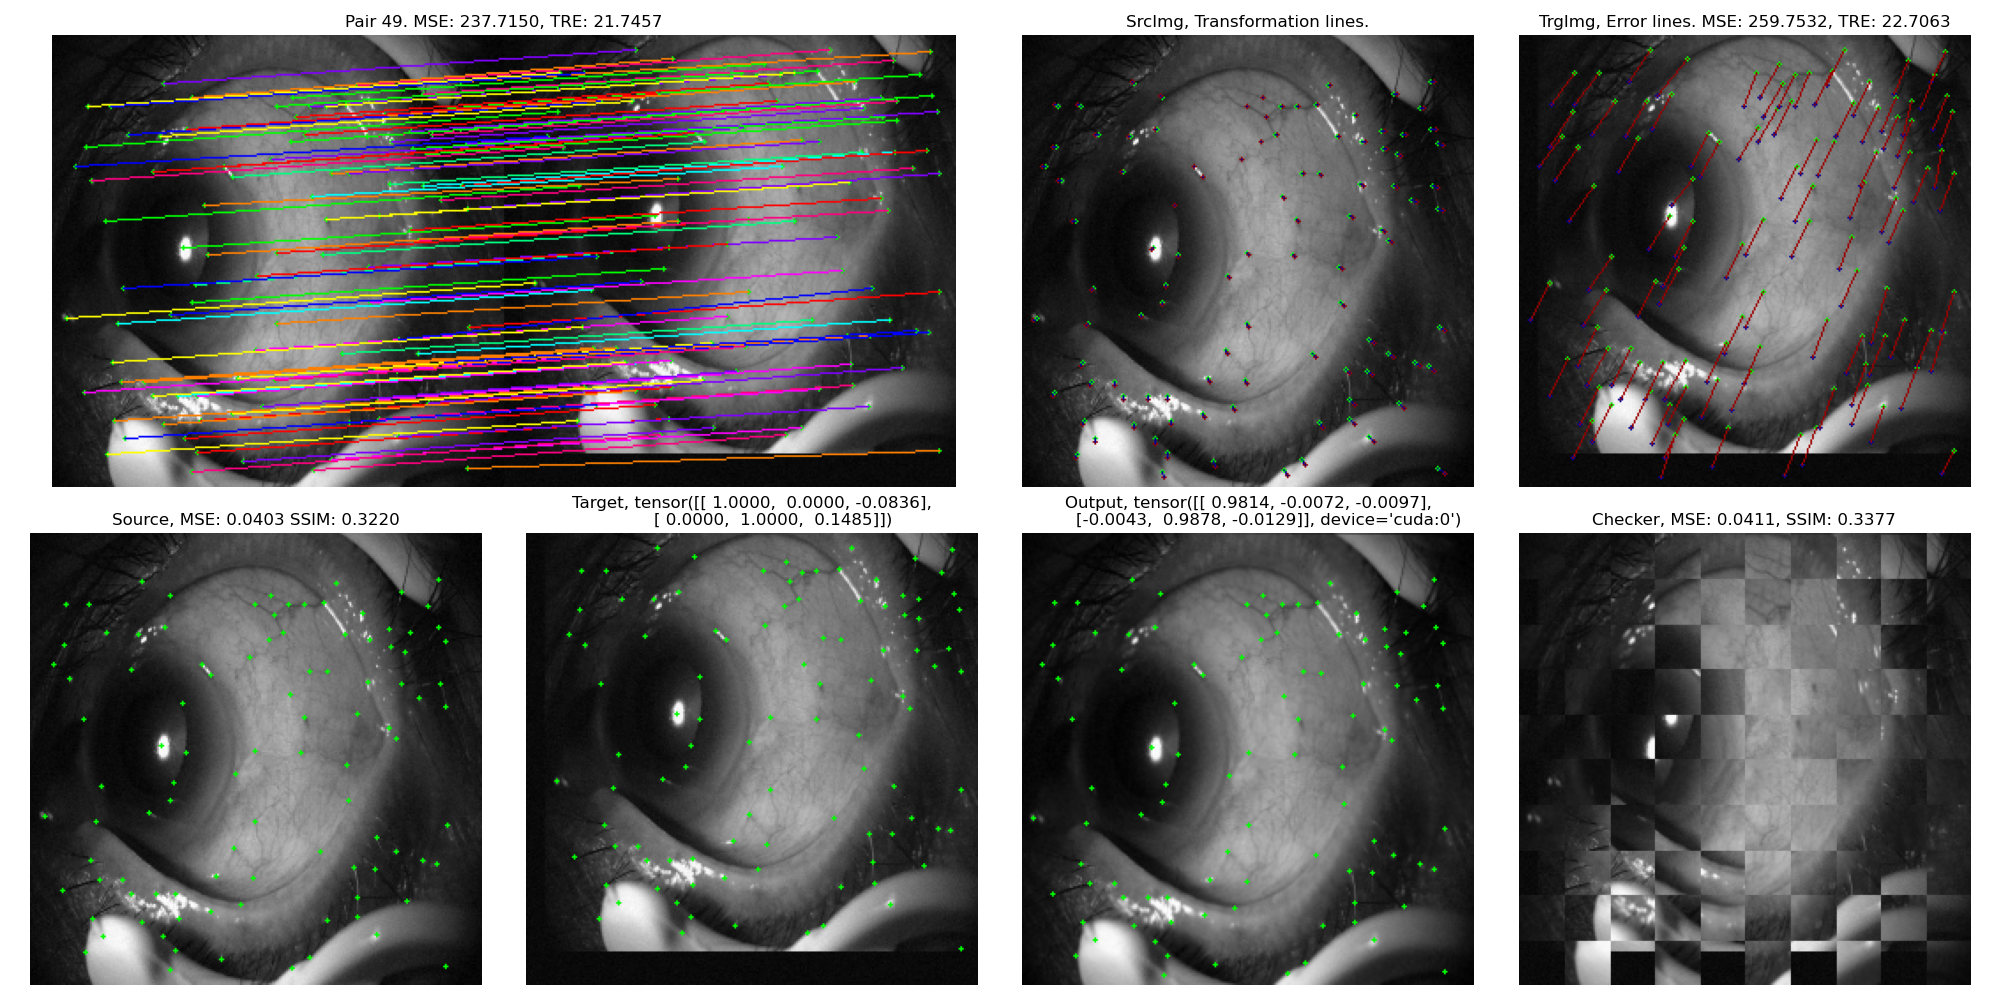 Pair 49. MSE: 237.7150, TRE: 21.7457
SrcImg, Transformation lines.
TrgImg, Error lines. MSE: 259.7532, TRE: 22.7063
Source, MSE: 0.0403 SSIM: 0.3220
Target, tensor([[ 1.0000,  0.0000, -0.0836],
[ 0.0000,  1.0000,  0.1485]])
Output, tensor([[ 0.9814, -0.0072, -0.0097],
[-0.0043,  0.9878, -0.0129]], device='cuda:0')
Checker, MSE: 0.0411, SSIM: 0.3377